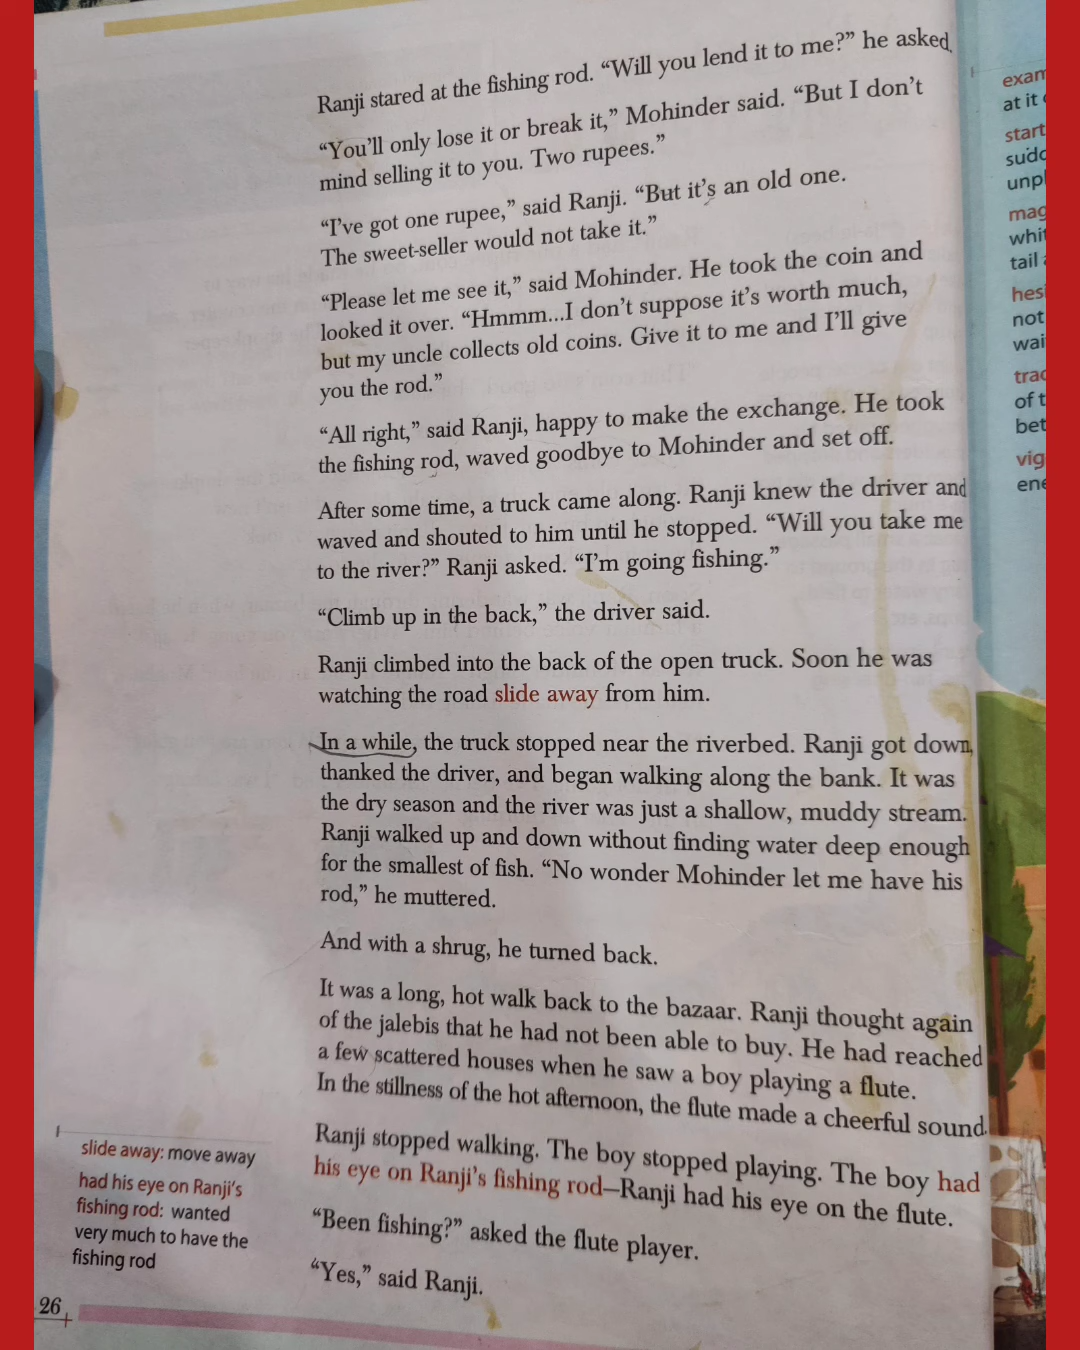 Ranji stared at the fishing rod. “Will you lend it to me?” he asked.
“You’ll only lose it or break it,” Mohinder said. “But I don’t
mind selling it to you. Two rupees.”
“I’ve got one rupee,” said Ranji. “But it’s an old one.
The sweet-seller would not take it.”
“Please let me see it,” said Mohinder. He took the coin and
looked it over. “Hmmm...I don’t suppose it’s worth much,
but my uncle collects old coins. Give it to me and I’ll give
you the rod.”
“All right,” said Ranji, happy to make the exchange. He took
the fishing rod, waved goodbye to Mohinder and set off.
After some time, a truck came along. Ranji knew the driver and
waved and shouted to him until he stopped. “Will you take me
to the river?” Ranji asked. “I’m going fishing.”
“Climb up in the back,” the driver said.
Ranji climbed into the back of the open truck. Soon he was
watching the road slide away from him.
In a while, the truck stopped near the riverbed. Ranji got down,
thanked the driver, and began walking along the bank. It was
the dry season and the river was just a shallow, muddy stream.
Ranji walked up and down without finding water deep enough
for the smallest of fish. “No wonder Mohinder let me have his
rod,” he muttered.
And with a shrug, he turned back.
It was a long, hot walk back to the bazaar. Ranji thought again
of the jalebis that he had not been able to buy. He had reached
a few scattered houses when he saw a boy playing a flute.
In the stillness of the hot afternoon, the flute made a cheerful sound.
Ranji stopped walking. The boy stopped playing. The boy had
his eye on Ranji’s fishing rod—Ranji had his eye on the flute.
“Been fishing?” asked the flute player.
“Yes,” said Ranji.
slide away: move away
had his eye on Ranji’s
fishing rod: wanted
very much to have the
fishing rod
26
exam
at it
start
sudd
unpl
mag
whit
tail
hesi
not
wai
trac
of t
bet
vig
ene